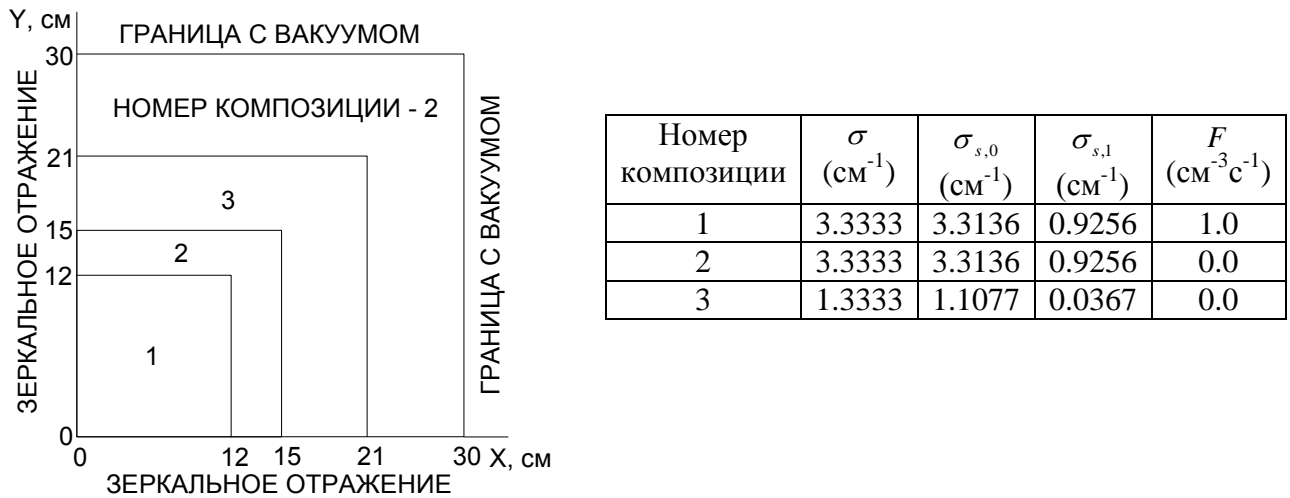 Y, см
ГРАНИЦА С ВАКУУМОМ
30
НОМЕР КОМПОЗИЦИИ - 2
ЗЕРКАЛЬНОЕ ОТРАЖЕНИЕ
ГРАНИЦА С ВАКУУМОМ
21
3
15
2
12
1
0
0 12 15 21 30 X, см
ЗЕРКАЛЬНОЕ ОТРАЖЕНИЕ
Номер композиции σ (см⁻¹) σ_{s,0} (см⁻¹) σ_{s,1} (см⁻¹) F (см⁻³с⁻¹)
1 3.3333 3.3136 0.9256 1.0
2 3.3333 3.3136 0.9256 0.0
3 1.3333 1.1077 0.0367 0.0